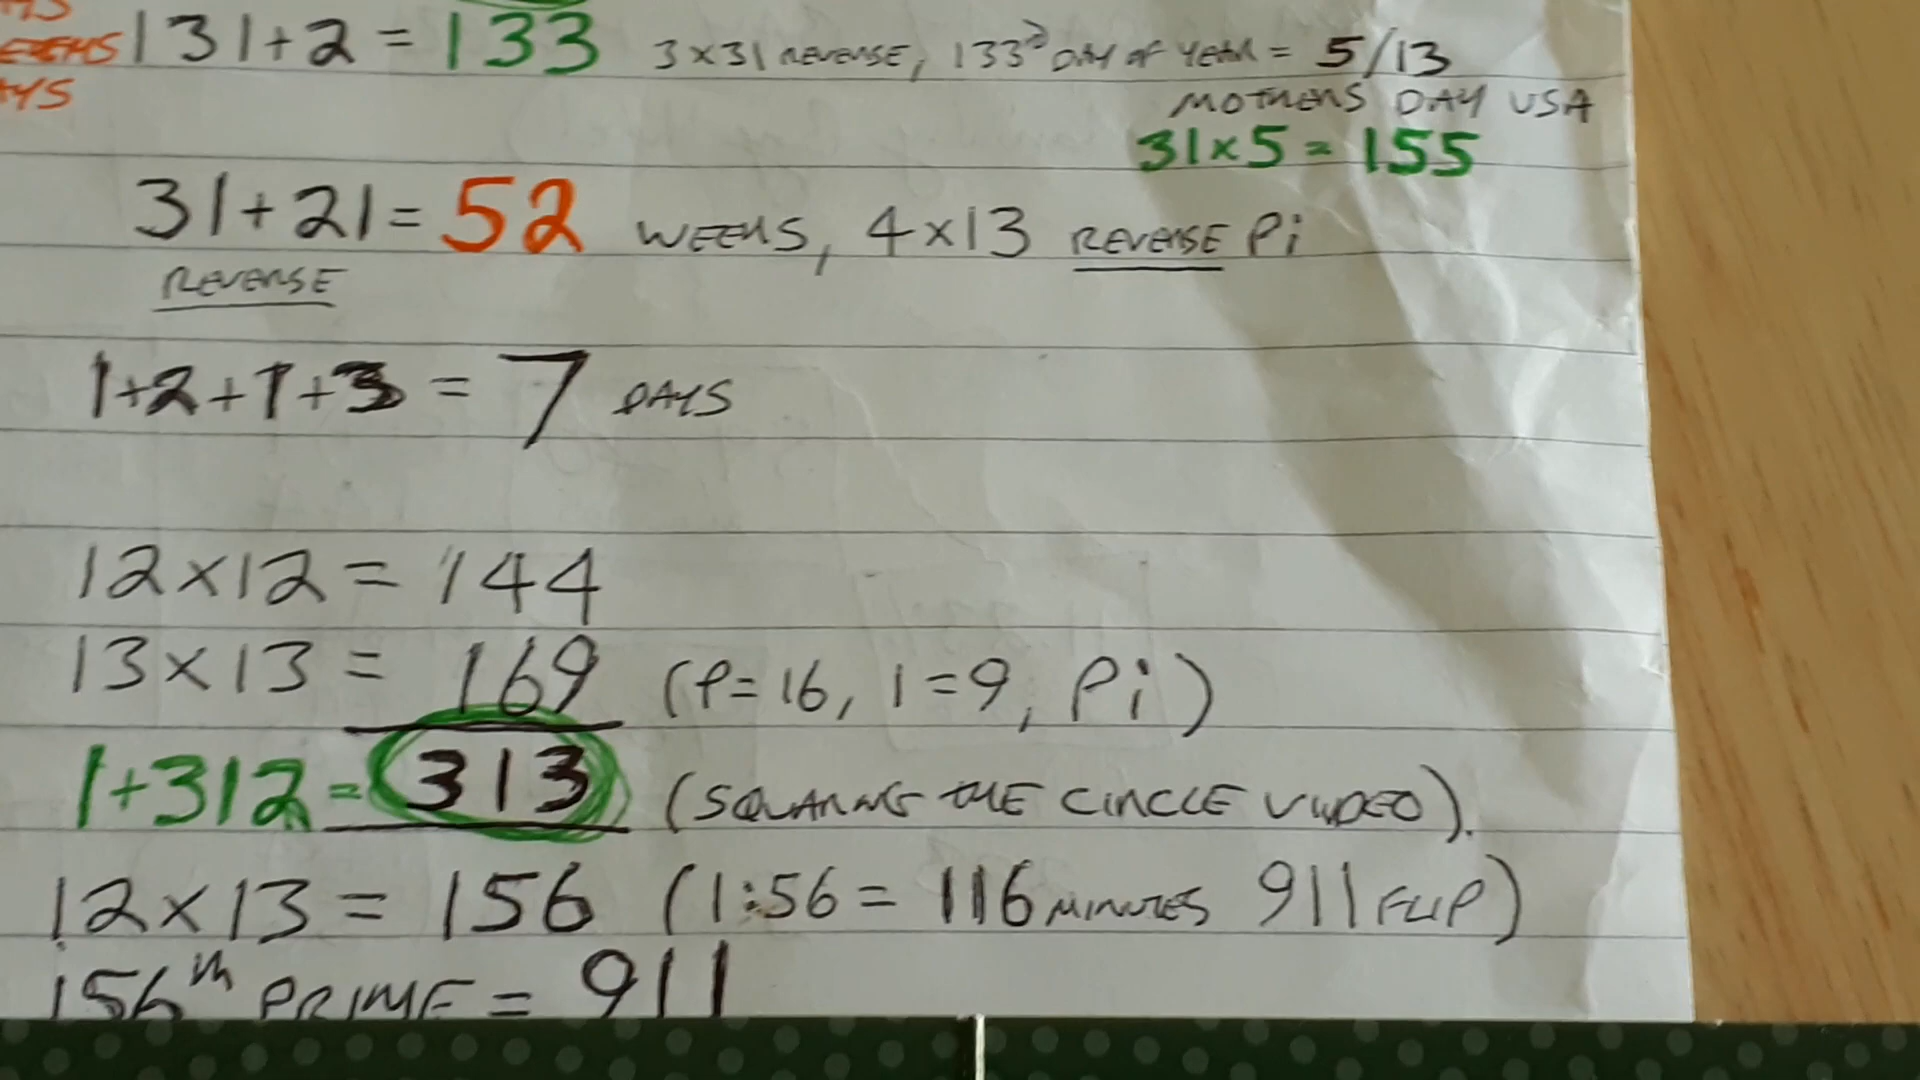 131+2 = 133 3x31 REVERSE, 133D DAY OF YEAR = 5/13
AYS
MOTHERS DAY USA
31x5 = 155
31+21 = 52 WEEKS, 4x13 REVERSE Pi
REVERSE
1+2+1+3 = 7 DAYS
12x12 = 144
13x13 = 169 (P=16, I=9, Pi)
1+312 = 313 (SQUARING THE CIRCLE VIDEO).
12x13 = 156 (1:56 = 116 MINUTES 911 FLIP)
156th PRIME = 911